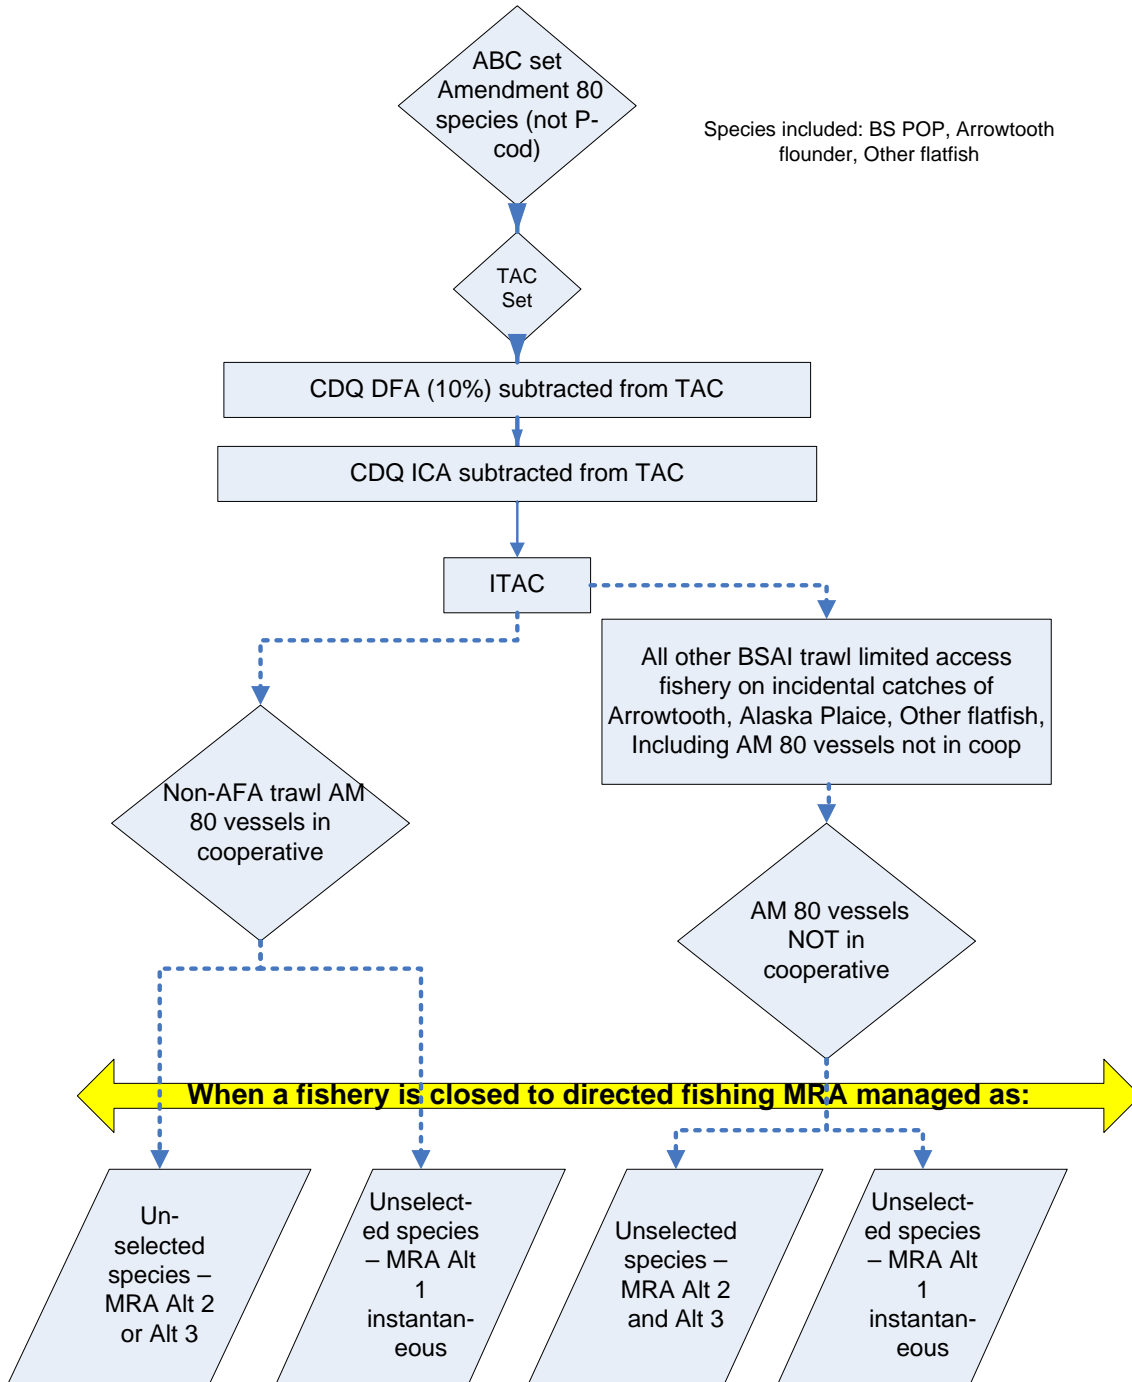 ABC set
Amendment 80
species (not P-
cod)
Species included: BS POP, Arrowtooth
flounder, Other flatfish
TAC
Set
CDQ DFA (10%) subtracted from TAC
CDQ ICA subtracted from TAC
ITAC
All other BSAI trawl limited access
fishery on incidental catches of
Arrowtooth, Alaska Plaice, Other flatfish,
Including AM 80 vessels not in coop
Non-AFA trawl AM
80 vessels in
cooperative
AM 80 vessels
NOT in
cooperative
When a fishery is closed to directed fishing MRA managed as:
Un-
selected
species –
MRA Alt 2
or Alt 3
Unselect-
ed species
– MRA Alt
1
instantan-
eous
Unselected
species –
MRA Alt 2
and Alt 3
Unselect-
ed species
– MRA Alt
1
instantan-
eous